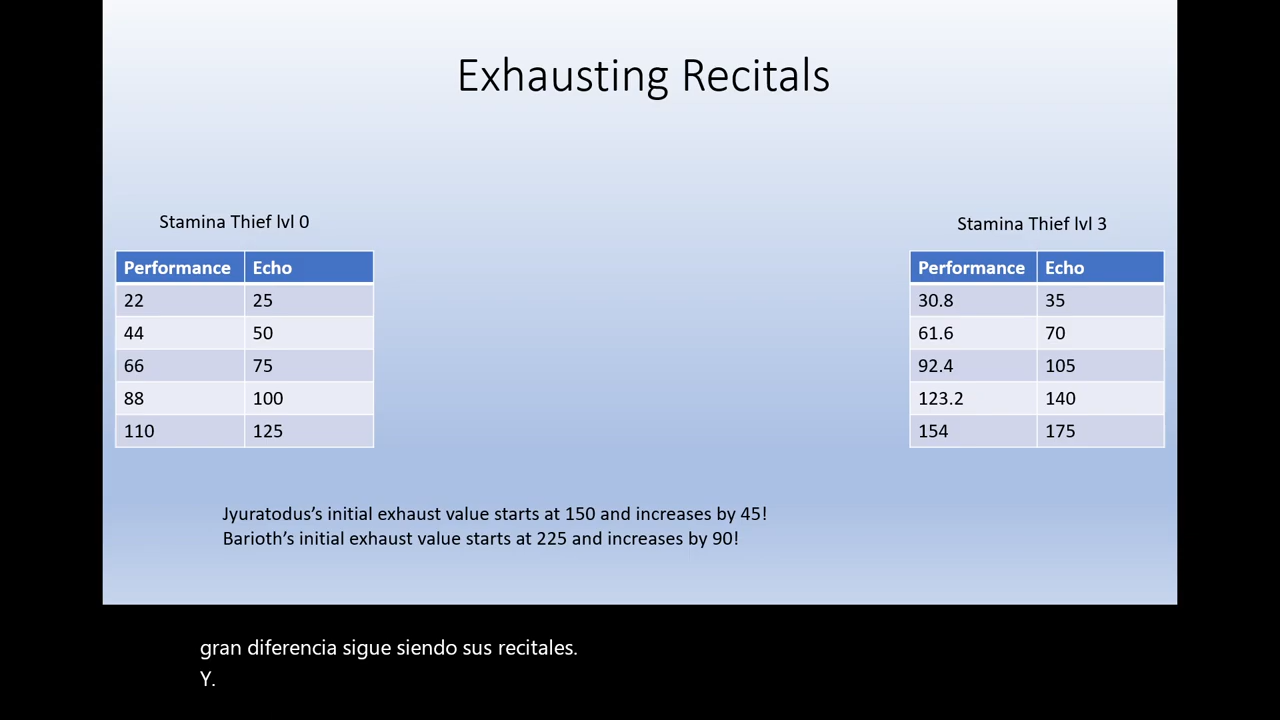 Exhausting Recitals
Stamina Thief lvl 0
Performance Echo
22 25
44 50
66 75
88 100
110 125
Stamina Thief lvl 3
Performance Echo
30.8 35
61.6 70
92.4 105
123.2 140
154 175
Jyuratodus's initial exhaust value starts at 150 and increases by 45!
Barioth's initial exhaust value starts at 225 and increases by 90!
gran diferencia sigue siendo sus recitales.
Y.